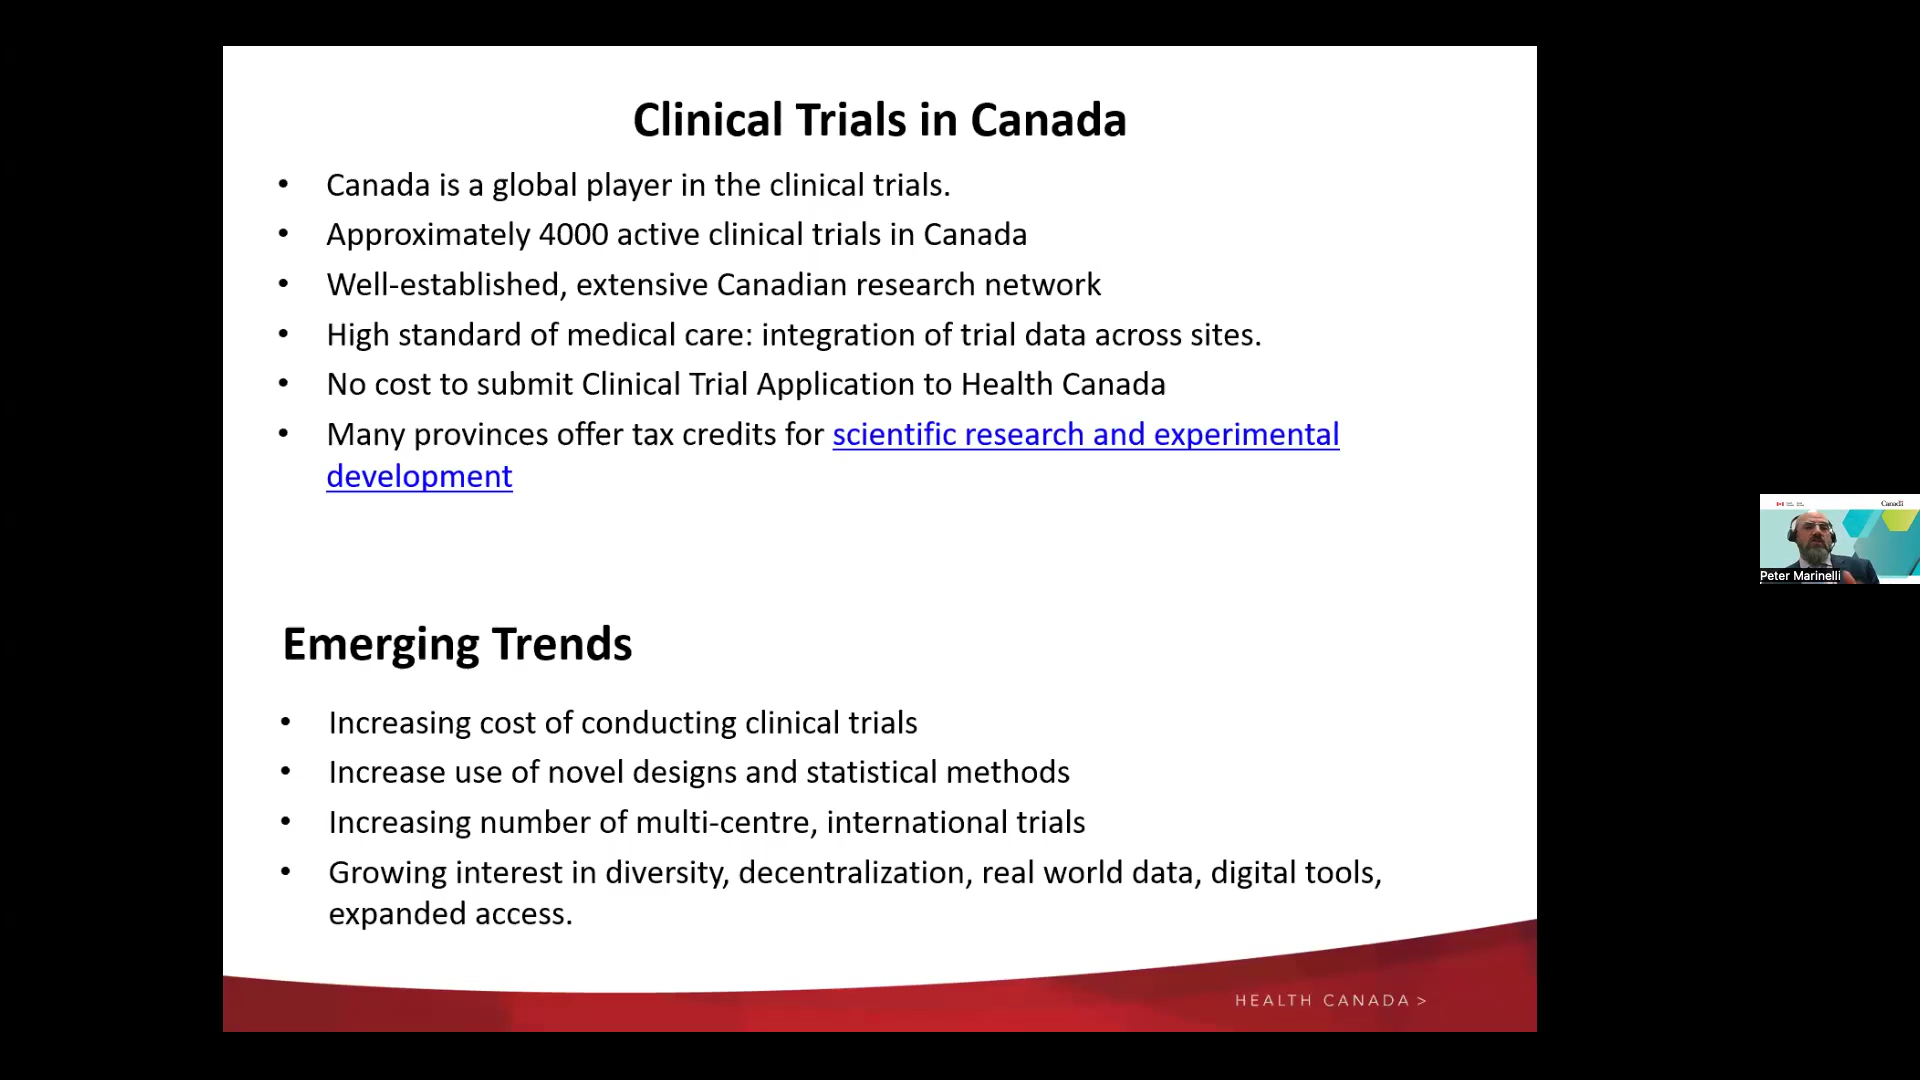 Clinical Trials in Canada
• Canada is a global player in the clinical trials.
• Approximately 4000 active clinical trials in Canada
• Well-established, extensive Canadian research network
• High standard of medical care: integration of trial data across sites.
• No cost to submit Clinical Trial Application to Health Canada
• Many provinces offer tax credits for scientific research and experimental
development
Emerging Trends
• Increasing cost of conducting clinical trials
• Increase use of novel designs and statistical methods
• Increasing number of multi-centre, international trials
• Growing interest in diversity, decentralization, real world data, digital tools,
expanded access.
HEALTH CANADA >
Canada
Peter Marinelli